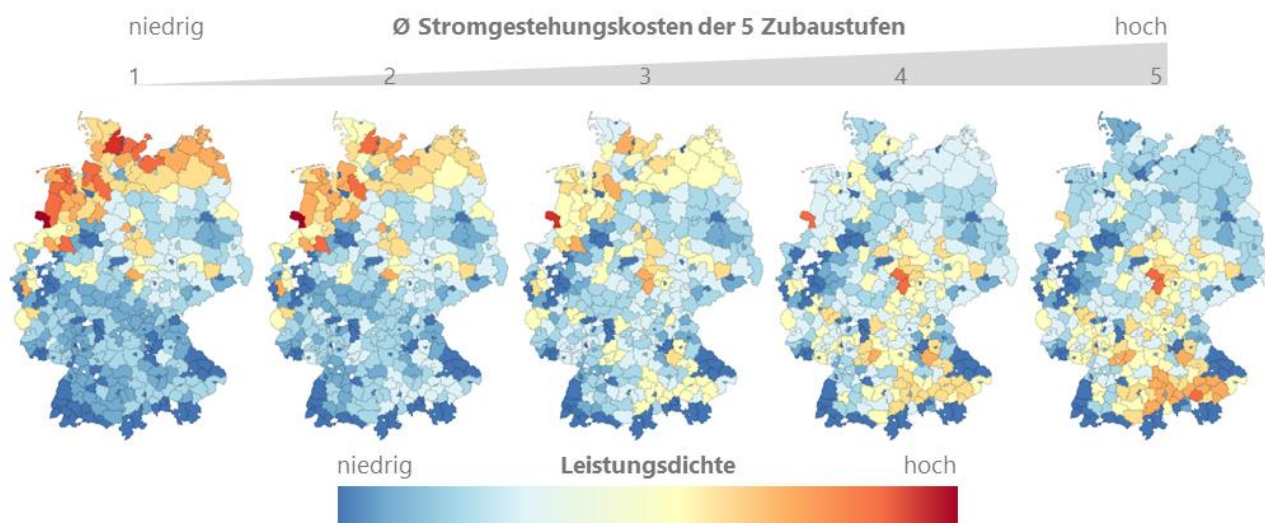 niedrig Ø Stromgestehungskosten der 5 Zubaustufen hoch
1 2 3 4 5
niedrig Leistungsdichte hoch